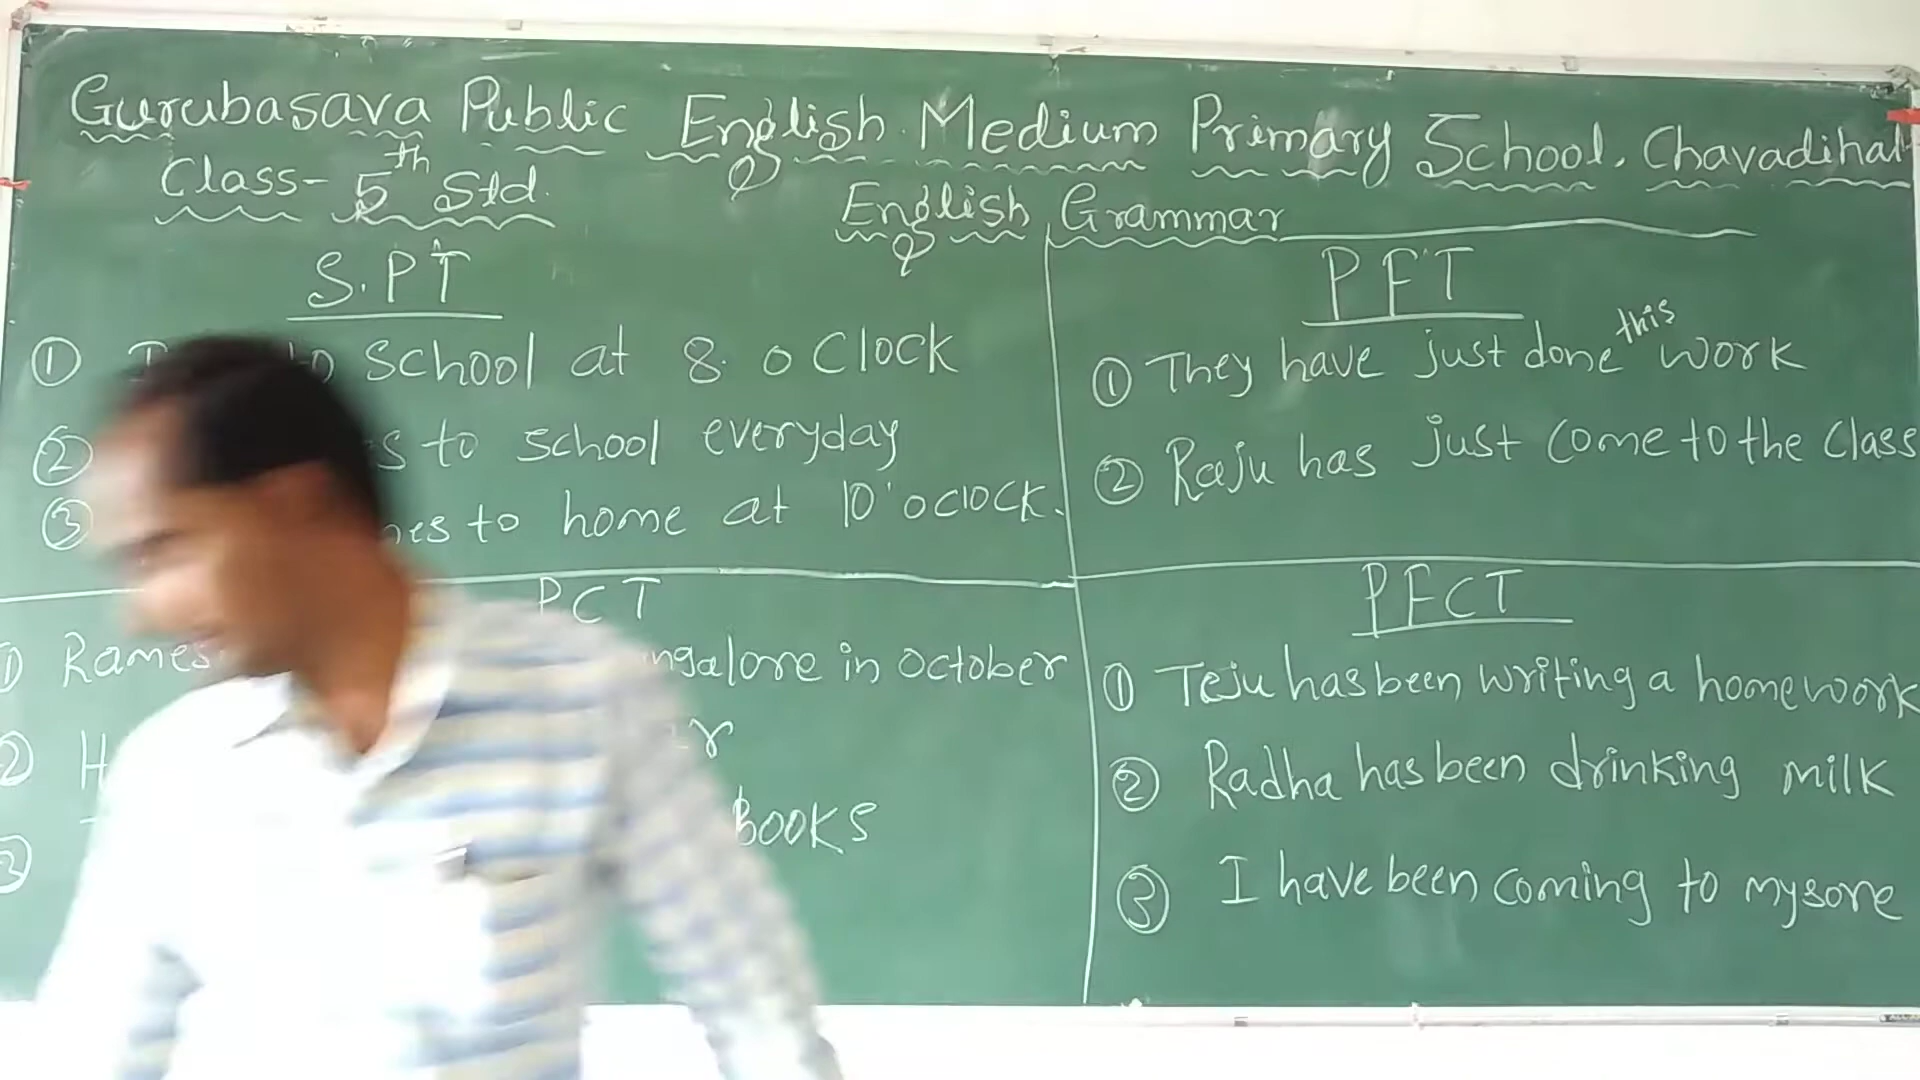 Gurubasava Public English Medium Primary School. Chavadihal
Class- 5th Std.
English Grammar
S.PT
① to school at 8. o Clock
② to school everyday
③ to home at 10'oclock.
PFT
① They have just done this work
② Raju has just come to the class
PCT
① in october
②
③ books
PFCT
① Teju has been writing a homework
② Radha has been drinking milk
③ I have been coming to mysore